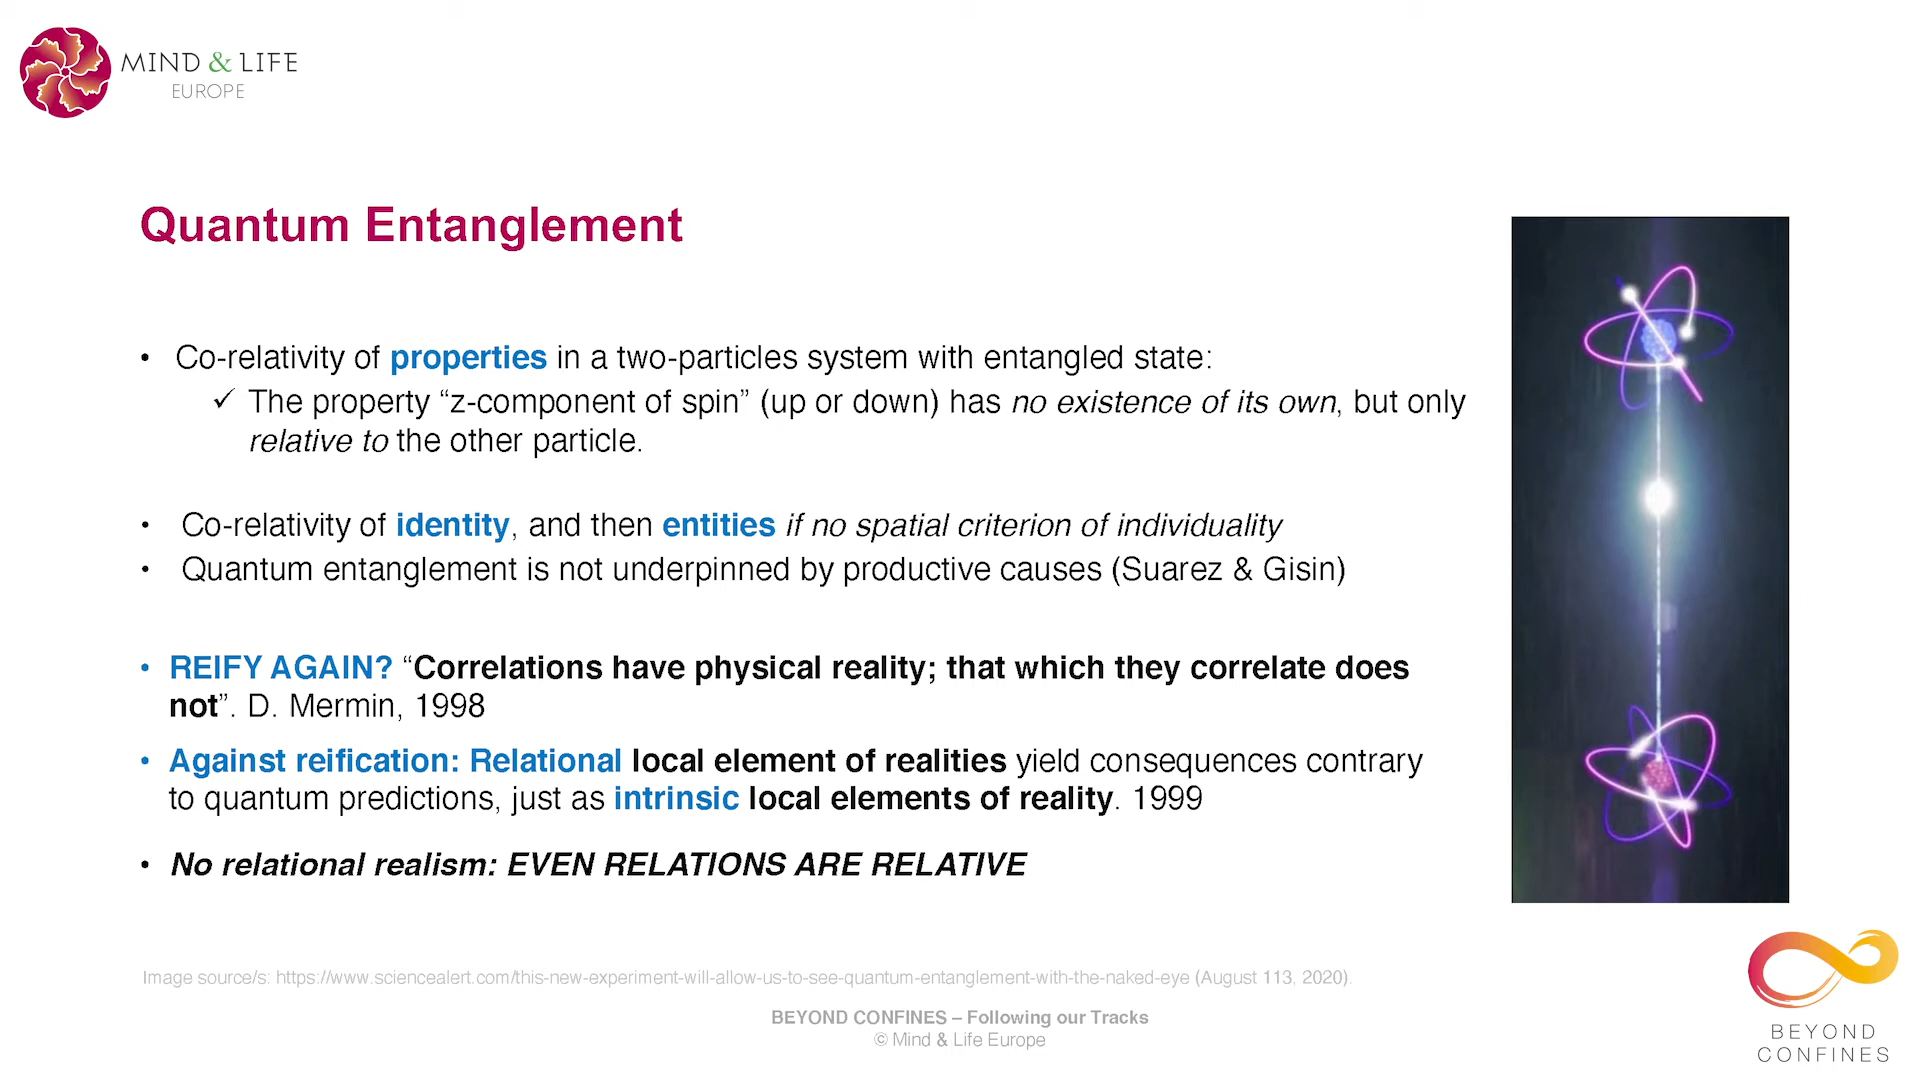 MIND & LIFE
EUROPE
Quantum Entanglement
• Co-relativity of properties in a two-particles system with entangled state:
✓ The property “z-component of spin” (up or down) has no existence of its own, but only
relative to the other particle.
• Co-relativity of identity, and then entities if no spatial criterion of individuality
• Quantum entanglement is not underpinned by productive causes (Suarez & Gisin)
• REIFY AGAIN? “Correlations have physical reality; that which they correlate does
not”. D. Mermin, 1998
• Against reification: Relational local element of realities yield consequences contrary
to quantum predictions, just as intrinsic local elements of reality. 1999
• No relational realism: EVEN RELATIONS ARE RELATIVE
Image source/s: https://www.sciencealert.com/this-new-experiment-will-allow-us-to-see-quantum-entanglement-with-the-naked-eye (August 113, 2020).
BEYOND CONFINES – Following our Tracks
© Mind & Life Europe
BEYOND
CONFINES